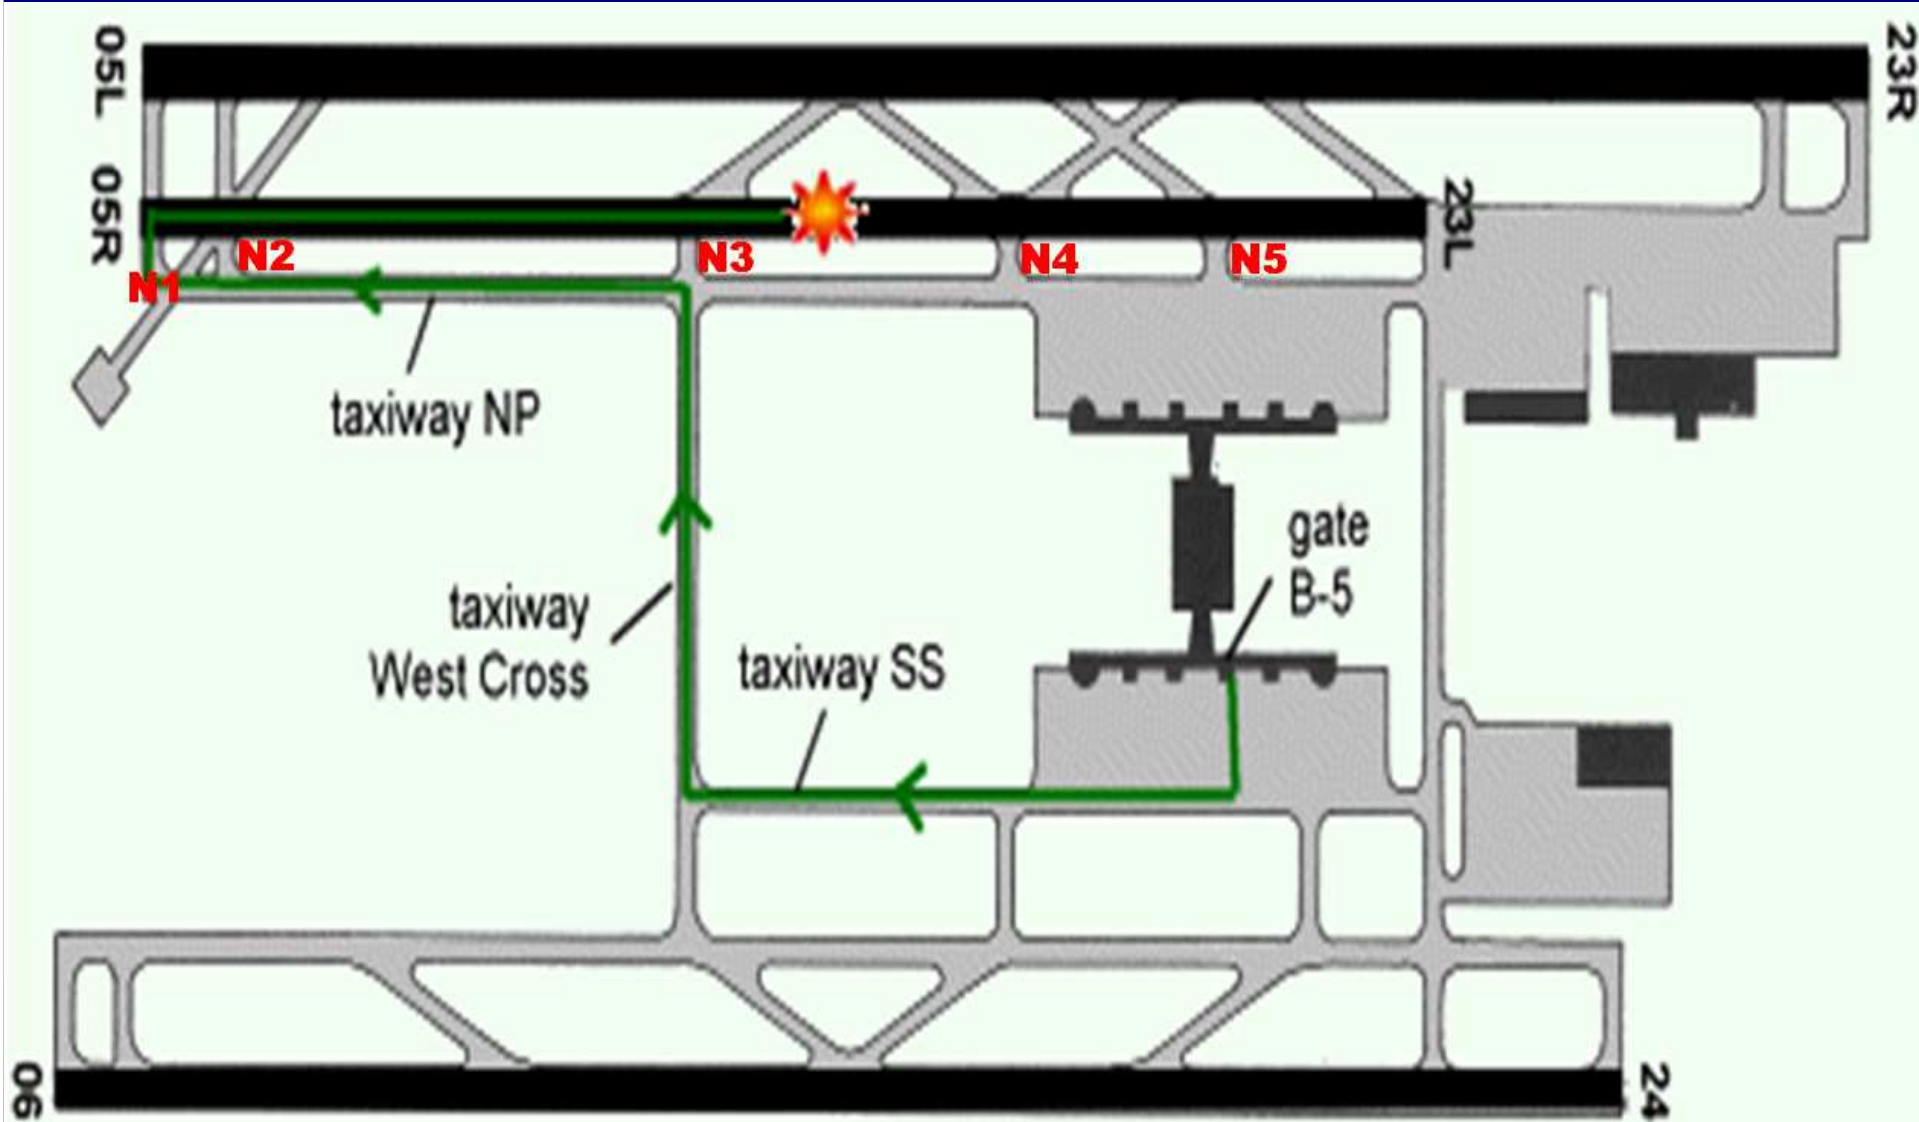 05L
23R
05R
23L
N1
N2
N3
N4
N5
taxiway NP
gate
B-5
taxiway
West Cross
taxiway SS
06
24